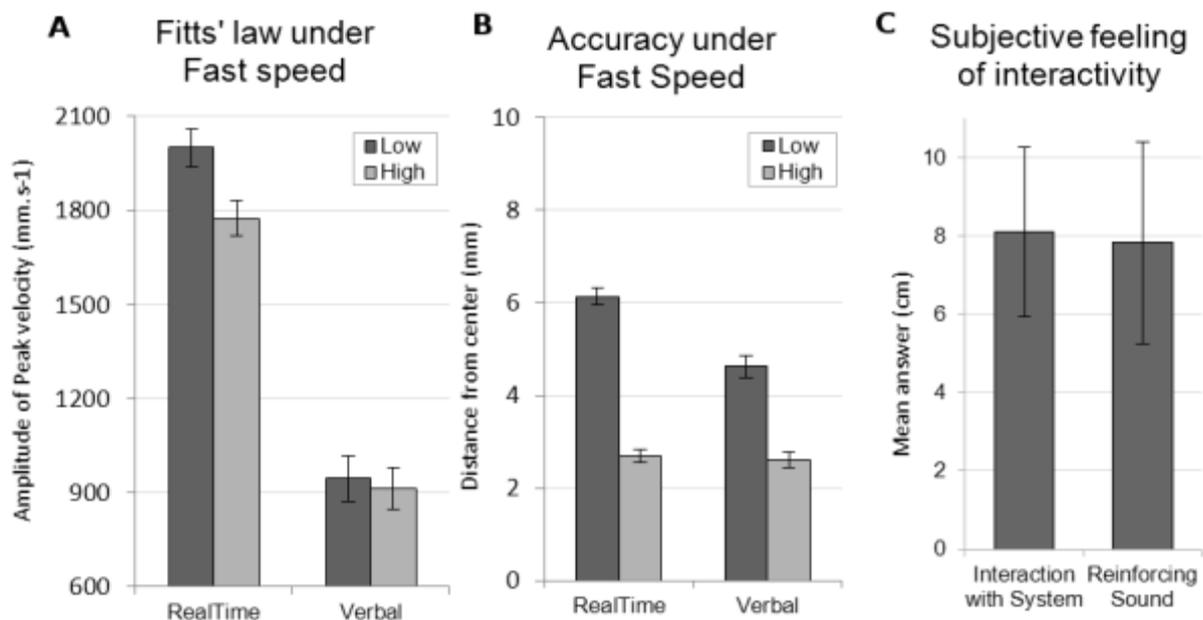 A
Fitts' law under
Fast speed
Amplitude of Peak velocity (mm.s-1)
2100
1800
1500
1200
900
600
Low
High
RealTime
Verbal
B
Accuracy under
Fast Speed
Distance from center (mm)
10
8
6
4
2
0
Low
High
RealTime
Verbal
C
Subjective feeling
of interactivity
Mean answer (cm)
10
8
6
4
2
0
Interaction
with System
Reinforcing
Sound